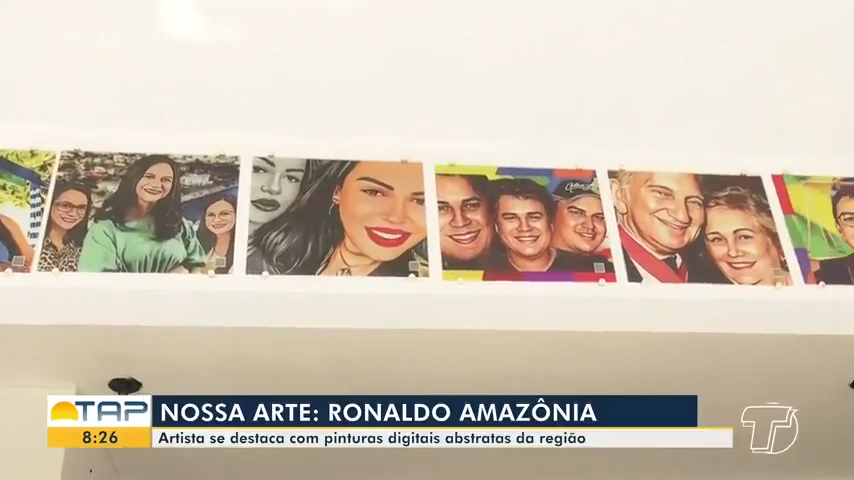 TAP
NOSSA ARTE: RONALDO AMAZÔNIA
8:26
Artista se destaca com pinturas digitais abstratas da região
T